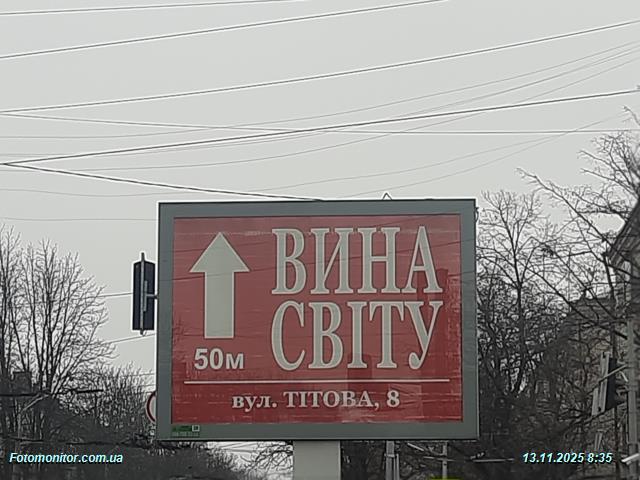 ВИНА
СВІТУ
50м
вул. ТІТОВА, 8
Fotomonitor.com.ua
13.11.2025 8:35